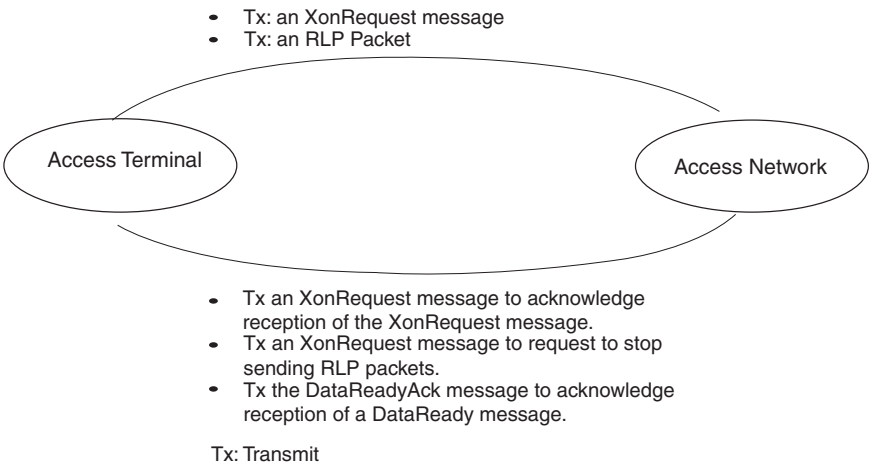 • Tx: an XonRequest message
• Tx: an RLP Packet
Access Terminal
Access Network
• Tx an XonRequest message to acknowledge
reception of the XonRequest message.
• Tx an XonRequest message to request to stop
sending RLP packets.
• Tx the DataReadyAck message to acknowledge
reception of a DataReady message.
Tx: Transmit